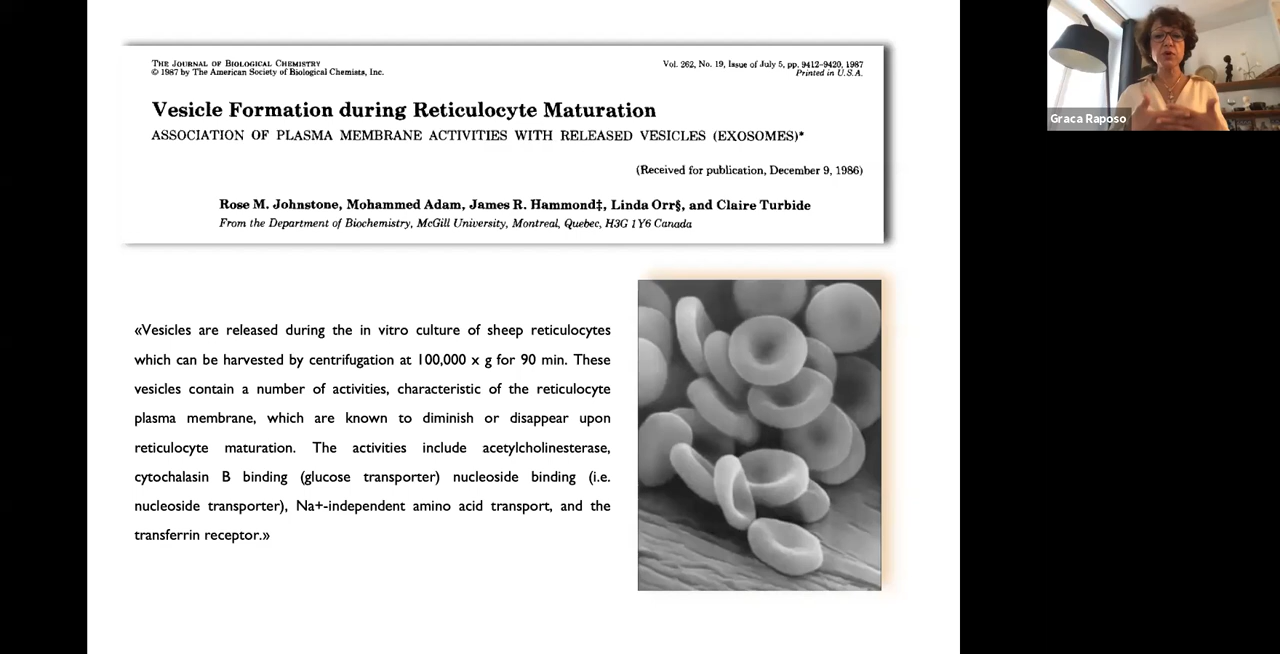 THE JOURNAL OF BIOLOGICAL CHEMISTRY
© 1987 by The American Society of Biological Chemists, Inc.
Vol. 262, No. 19, Issue of July 5, pp. 9412-9420, 1987
Printed in U.S.A.
Vesicle Formation during Reticulocyte Maturation
ASSOCIATION OF PLASMA MEMBRANE ACTIVITIES WITH RELEASED VESICLES (EXOSOMES)*
(Received for publication, December 9, 1986)
Rose M. Johnstone, Mohammed Adam, James R. Hammond‡, Linda Orr§, and Claire Turbide
From the Department of Biochemistry, McGill University, Montreal, Quebec, H3G 1Y6 Canada
«Vesicles are released during the in vitro culture of sheep reticulocytes
which can be harvested by centrifugation at 100,000 x g for 90 min. These
vesicles contain a number of activities, characteristic of the reticulocyte
plasma membrane, which are known to diminish or disappear upon
reticulocyte maturation. The activities include acetylcholinesterase,
cytochalasin B binding (glucose transporter) nucleoside binding (i.e.
nucleoside transporter), Na+-independent amino acid transport, and the
transferrin receptor.»
Graca Raposo